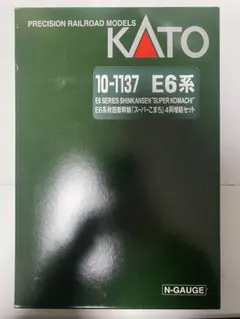 PRECISION RAILROAD MODELS
KATO
10-1137 E6系
E6 SERIES SHINKANSEN "SUPER KOMACHI"
E6系秋田新幹線「スーパーこまち」4両増結セット
N-GAUGE